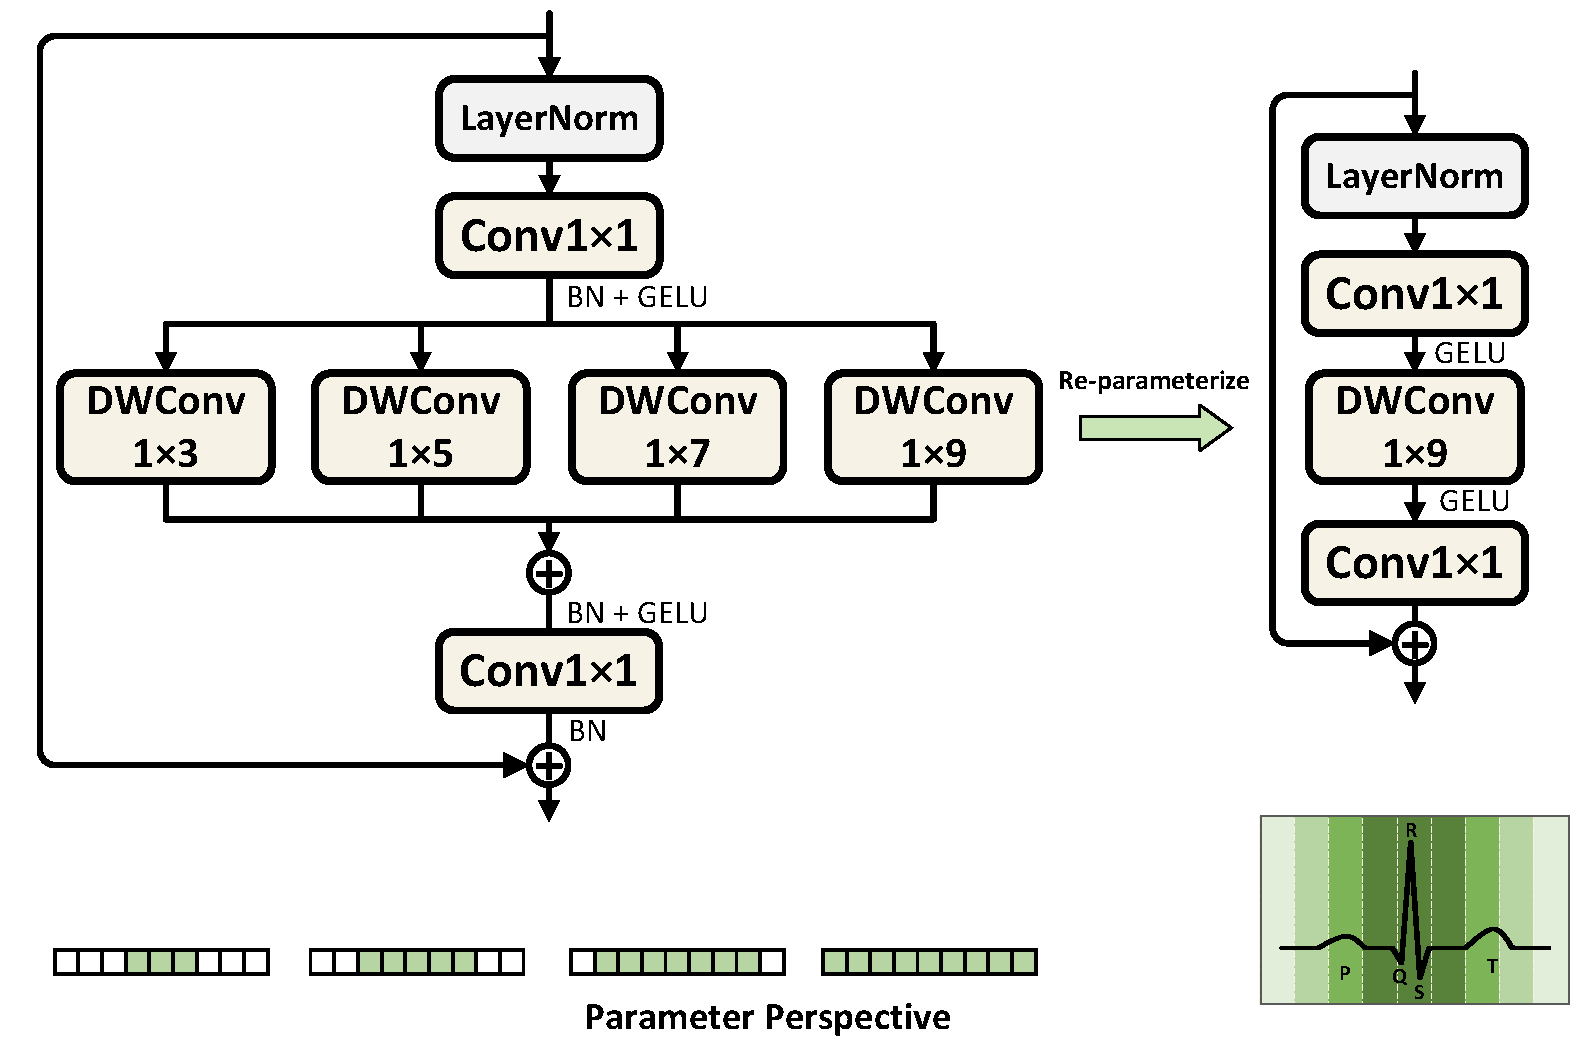 LayerNorm
Conv1×1
BN + GELU
DWConv
1×3
DWConv
1×5
DWConv
1×7
DWConv
1×9
BN + GELU
Conv1×1
BN
Re-parameterize
LayerNorm
Conv1×1
GELU
DWConv
1×9
GELU
Conv1×1
Parameter Perspective
R
P
Q
S
T